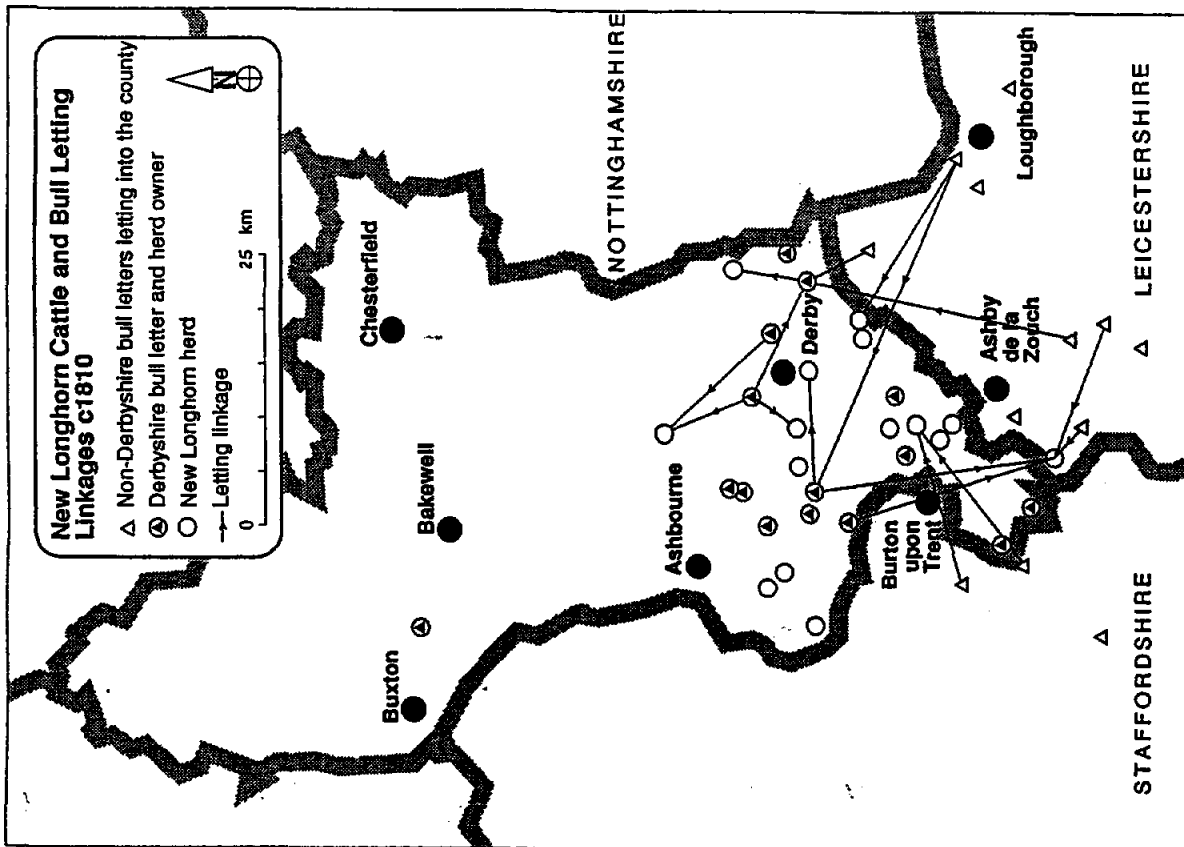 New Longhorn Cattle and Bull Letting
Linkages c1810
Non-Derbyshire bull letters letting into the county
Derbyshire bull letter and herd owner
New Longhorn herd
Letting linkage
0 25 km
N
Buxton
Bakewell
Chesterfield
NOTTINGHAMSHIRE
Ashbourne
Derby
Burton
upon
Trent
Ashby
de la
Zouch
Loughborough
STAFFORDSHIRE
LEICESTERSHIRE